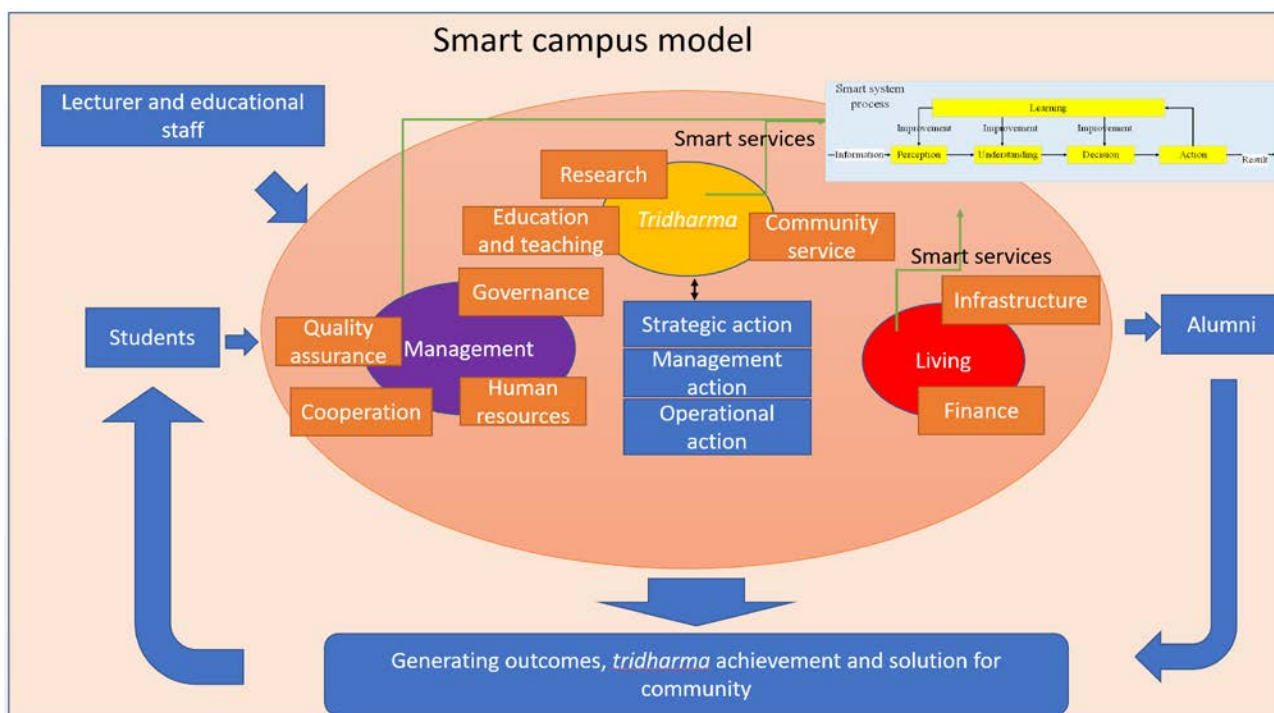 Smart campus model
Lecturer and educational
staff
Smart system
process
Learning
Improvement
Improvement
Improvement
Information
Perception
Understanding
Decision
Action
Result
Smart services
Research
Tridharma
Education
and teaching
Community
service
Smart services
Governance
Infrastructure
Students
Quality
assurance
Management
Strategic action
Management
action
Operational
action
Living
Alumni
Cooperation
Human
resources
Finance
Generating outcomes, tridharma achievement and solution for
community